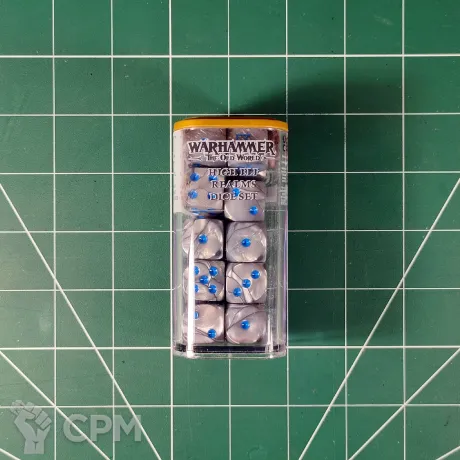 WARHAMMER
THE OLD WORLD
HIGH ELF
REALMS
DICE SET
CPM